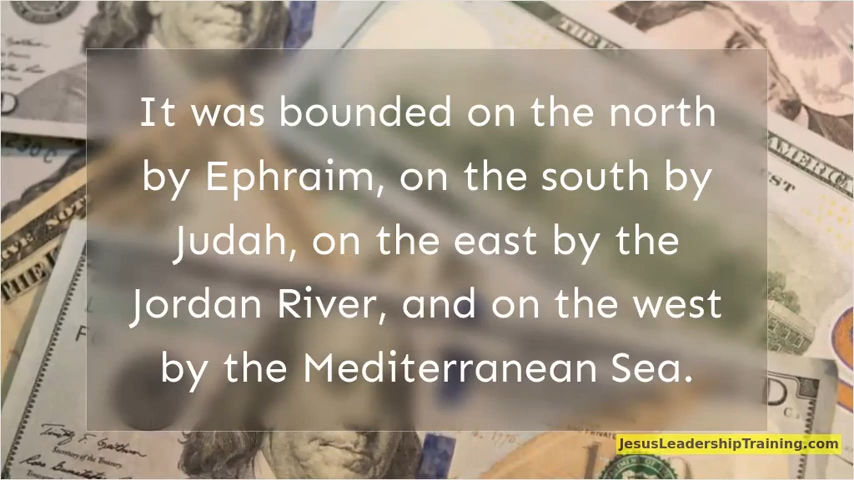 It was bounded on the north
by Ephraim, on the south by
Judah, on the east by the
Jordan River, and on the west
by the Mediterranean Sea.
JesusLeadershipTraining.com
AMERICA